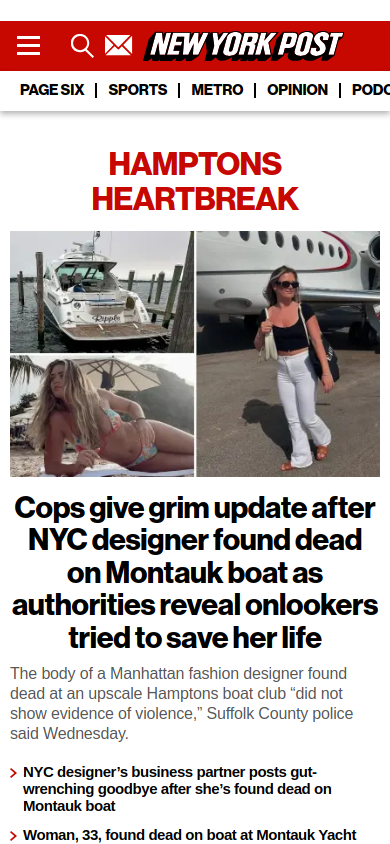 NEW YORK POST
PAGE SIX
SPORTS
METRO
OPINION
PODC
HAMPTONS
HEARTBREAK
Ripple
Cops give grim update after
NYC designer found dead
on Montauk boat as
authorities reveal onlookers
tried to save her life
The body of a Manhattan fashion designer found
dead at an upscale Hamptons boat club “did not
show evidence of violence,” Suffolk County police
said Wednesday.
NYC designer’s business partner posts gut-
wrenching goodbye after she’s found dead on
Montauk boat
Woman, 33, found dead on boat at Montauk Yacht